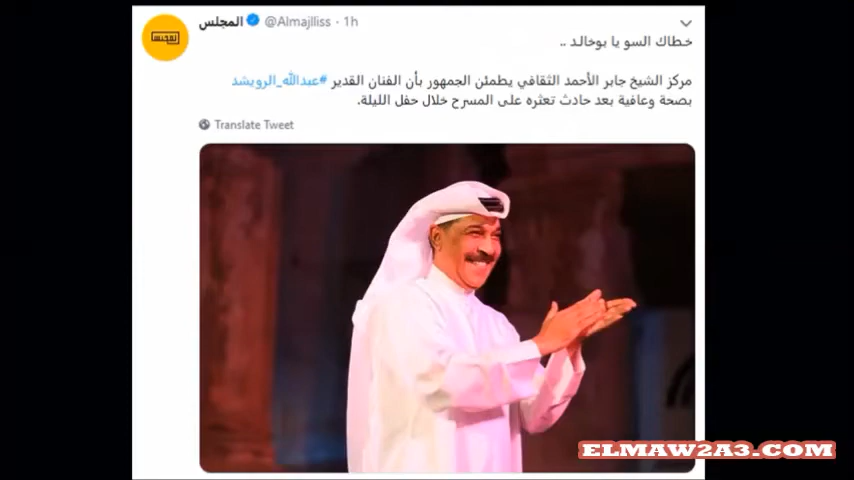 المجلس @Almajlliss · 1h
خطاك السو يا بوخالد ..
مركز الشيخ جابر الأحمد الثقافي يطمئن الجمهور بأن الفنان القدير #عبدالله_الرويشد
بصحة وعافية بعد حادث تعثره على المسرح خلال حفل الليلة.
Translate Tweet
ELMAW2A3.COM